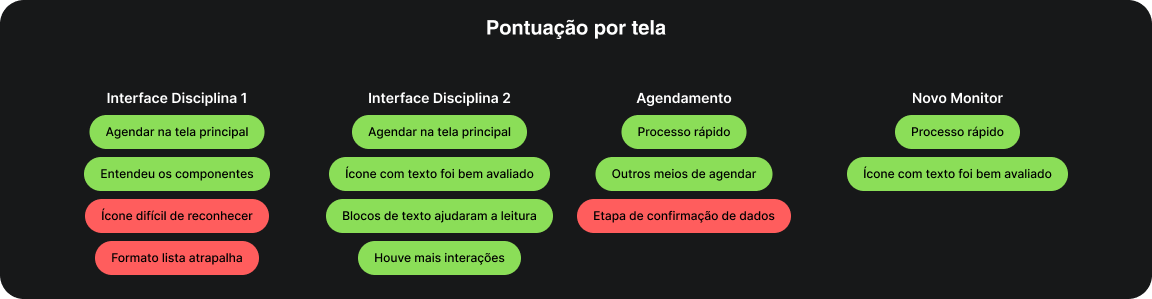 Pontuação por tela
Interface Disciplina 1
Agendar na tela principal
Entendeu os componentes
Ícone difícil de reconhecer
Formato lista atrapalha
Interface Disciplina 2
Agendar na tela principal
Ícone com texto foi bem avaliado
Blocos de texto ajudaram a leitura
Houve mais interações
Agendamento
Processo rápido
Outros meios de agendar
Etapa de confirmação de dados
Novo Monitor
Processo rápido
Ícone com texto foi bem avaliado